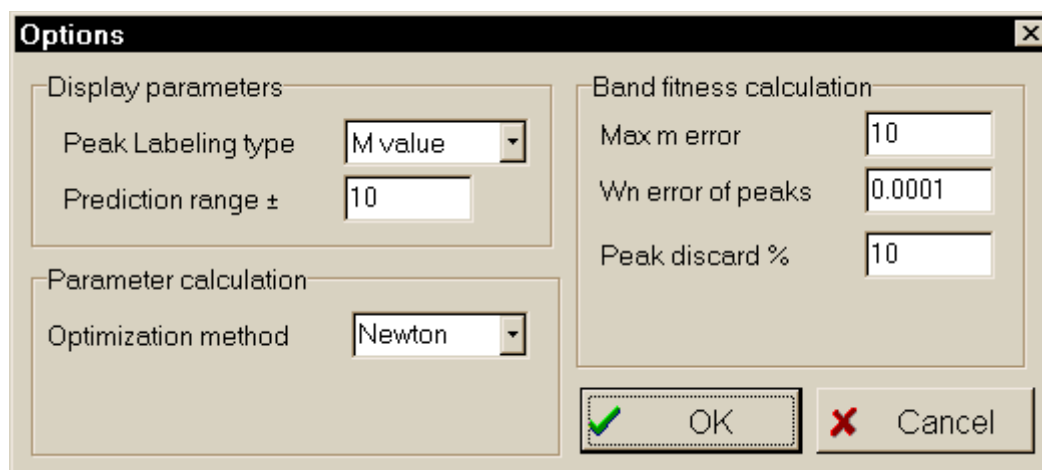 Options
Display parameters
Peak Labeling type M value
Prediction range ± 10
Parameter calculation
Optimization method Newton
Band fitness calculation
Max m error 10
Wn error of peaks 0.0001
Peak discard % 10
OK
Cancel